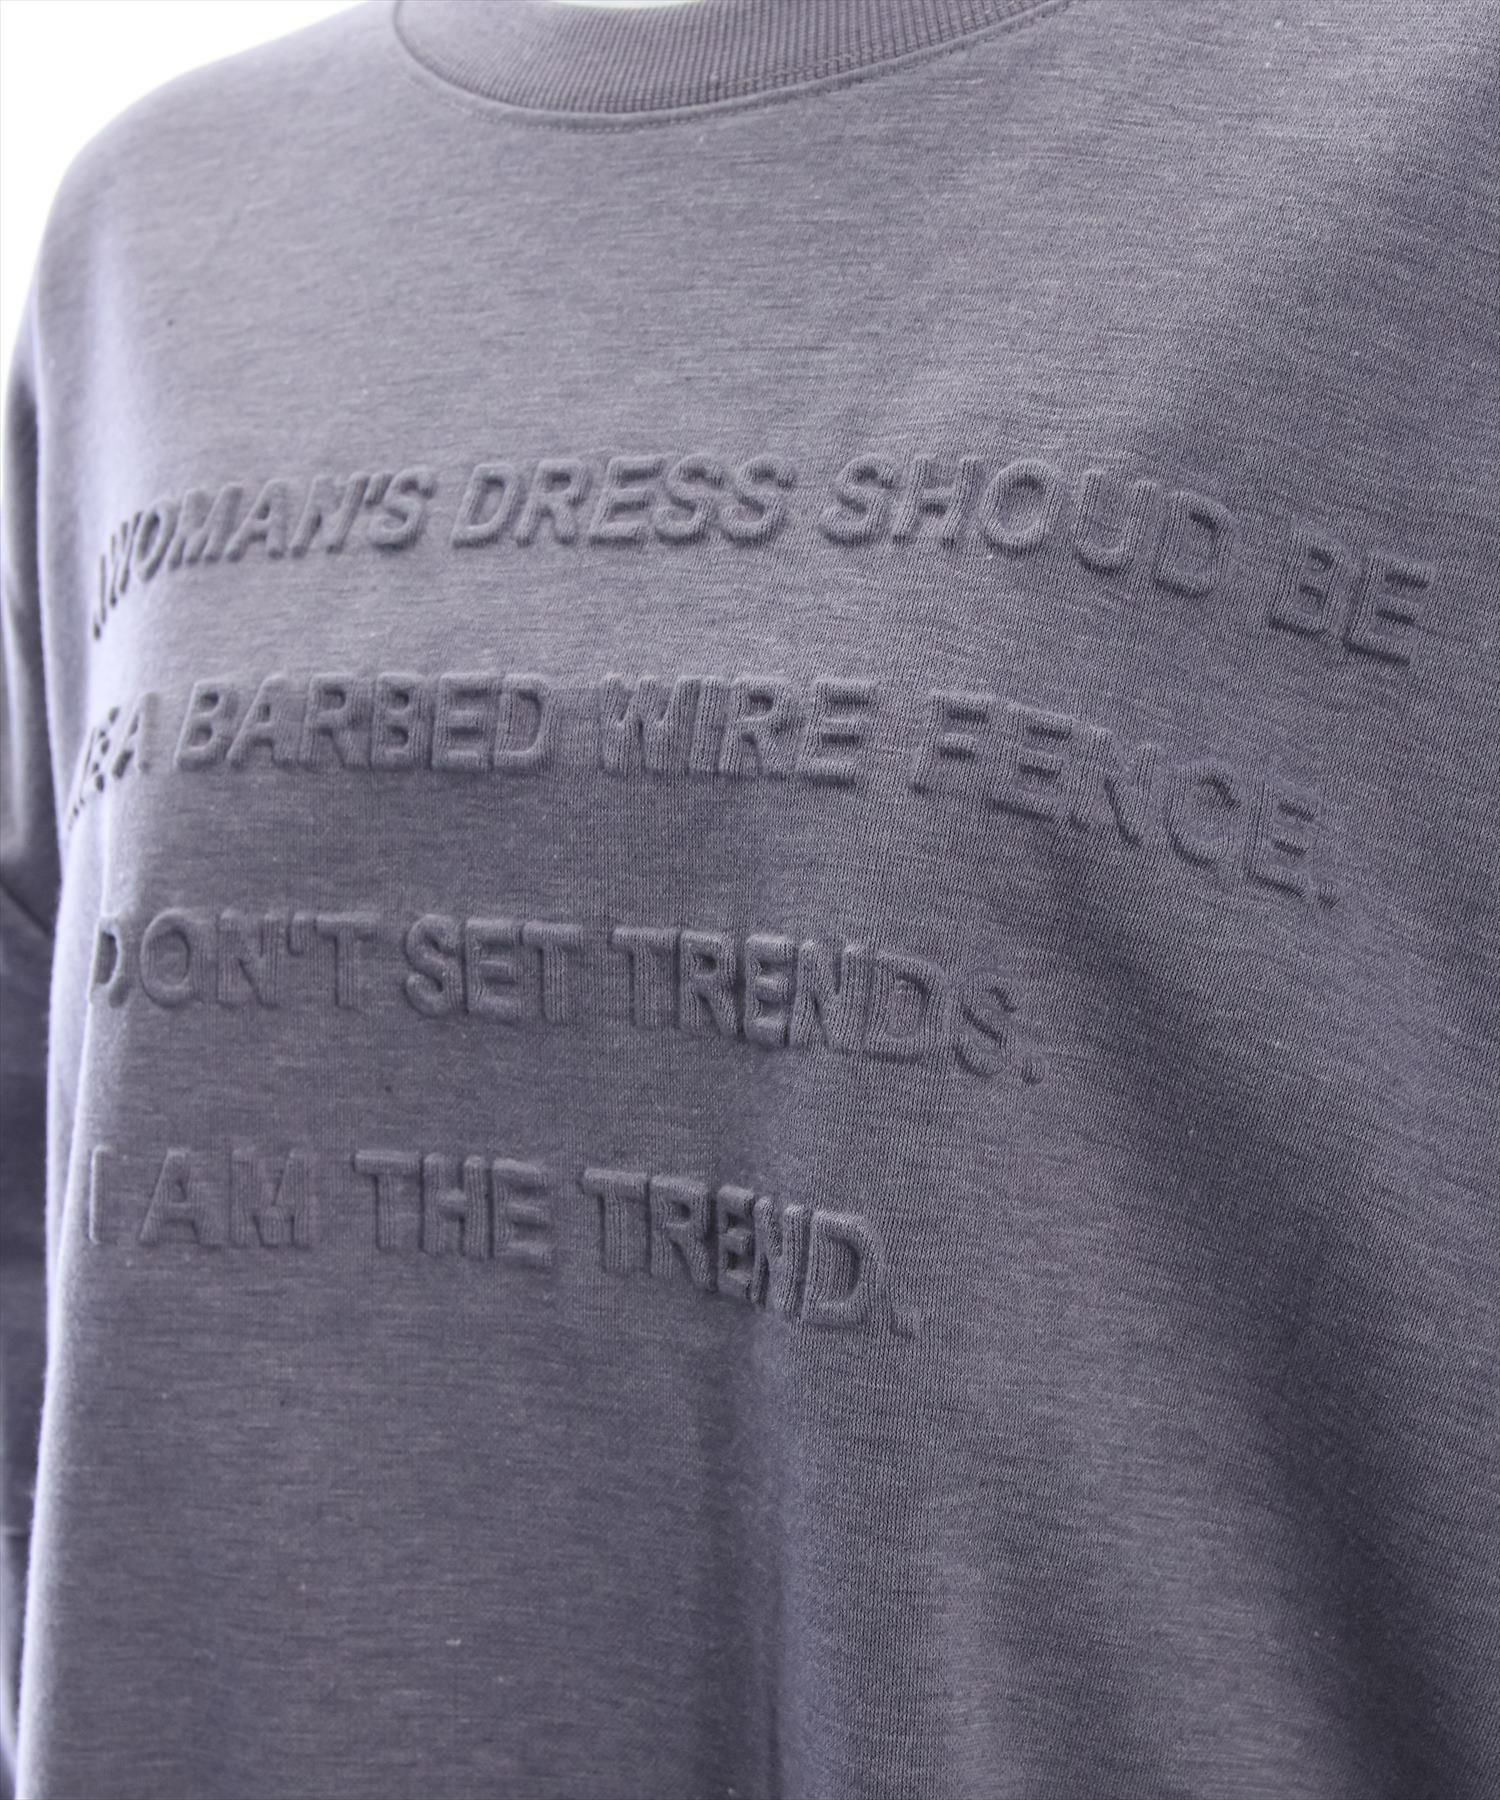 A WOMAN'S DRESS SHOUD BE
A BARBED WIRE FENCE.
I DON'T SET TRENDS.
I AM THE TREND.